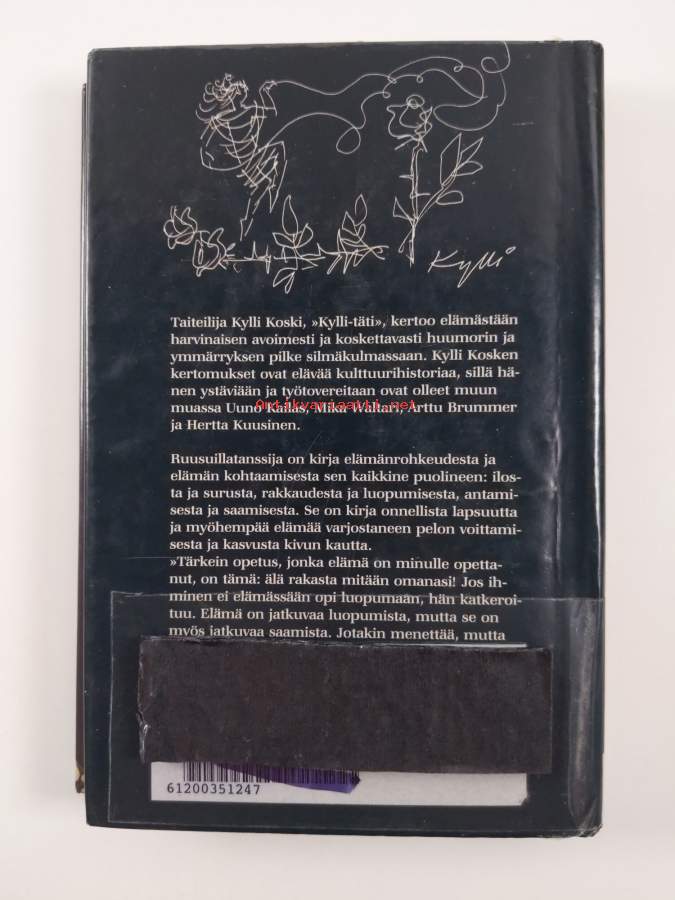 Kylli
Taiteilija Kylli Koski, »Kylli-täti», kertoo elämästään
harvinaisen avoimesti ja koskettavasti huumorin ja
ymmärryksen pilke silmäkulmassaan. Kylli Kosken
kertomukset ovat elävää kulttuurihistoriaa, sillä hä-
nen ystäviään ja työtovereitaan ovat olleet muun
muassa Uuno Kailas, Mika Waltari, Arttu Brummer
Antikvariaatti.net
ja Hertta Kuusinen.
Ruusuillatanssija on kirja elämänrohkeudesta ja
elämän kohtaamisesta sen kaikkine puolineen: ilos-
ta ja surusta, rakkaudesta ja luopumisesta, antami-
sesta ja saamisesta. Se on kirja onnellista lapsuutta
ja myöhempää elämää varjostaneen pelon voittami-
sesta ja kasvusta kivun kautta.
»Tärkein opetus, jonka elämä on minulle opetta-
nut, on tämä: älä rakasta mitään omanasi! Jos ih-
minen ei elämässään opi luopumaan, hän katkeroi-
tuu. Elämä on jatkuvaa luopumista, mutta se on
myös jatkuvaa saamista. Jotakin menettää, mutta
61200351247